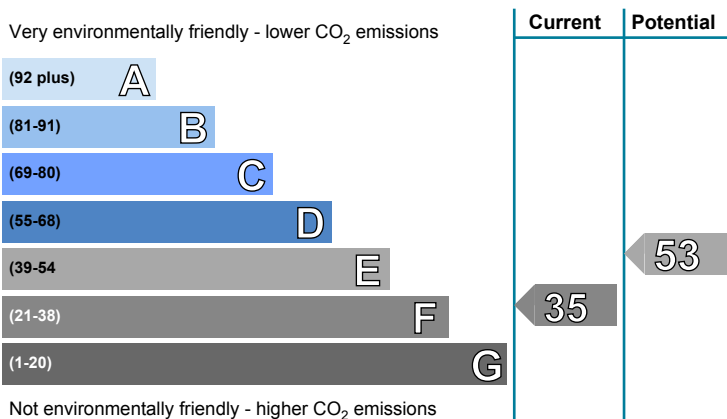 Current Potential
Very environmentally friendly - lower CO2 emissions
(92 plus) A
(81-91) B
(69-80) C
(55-68) D
(39-54 E
53
(21-38) F
35
(1-20) G
Not environmentally friendly - higher CO2 emissions